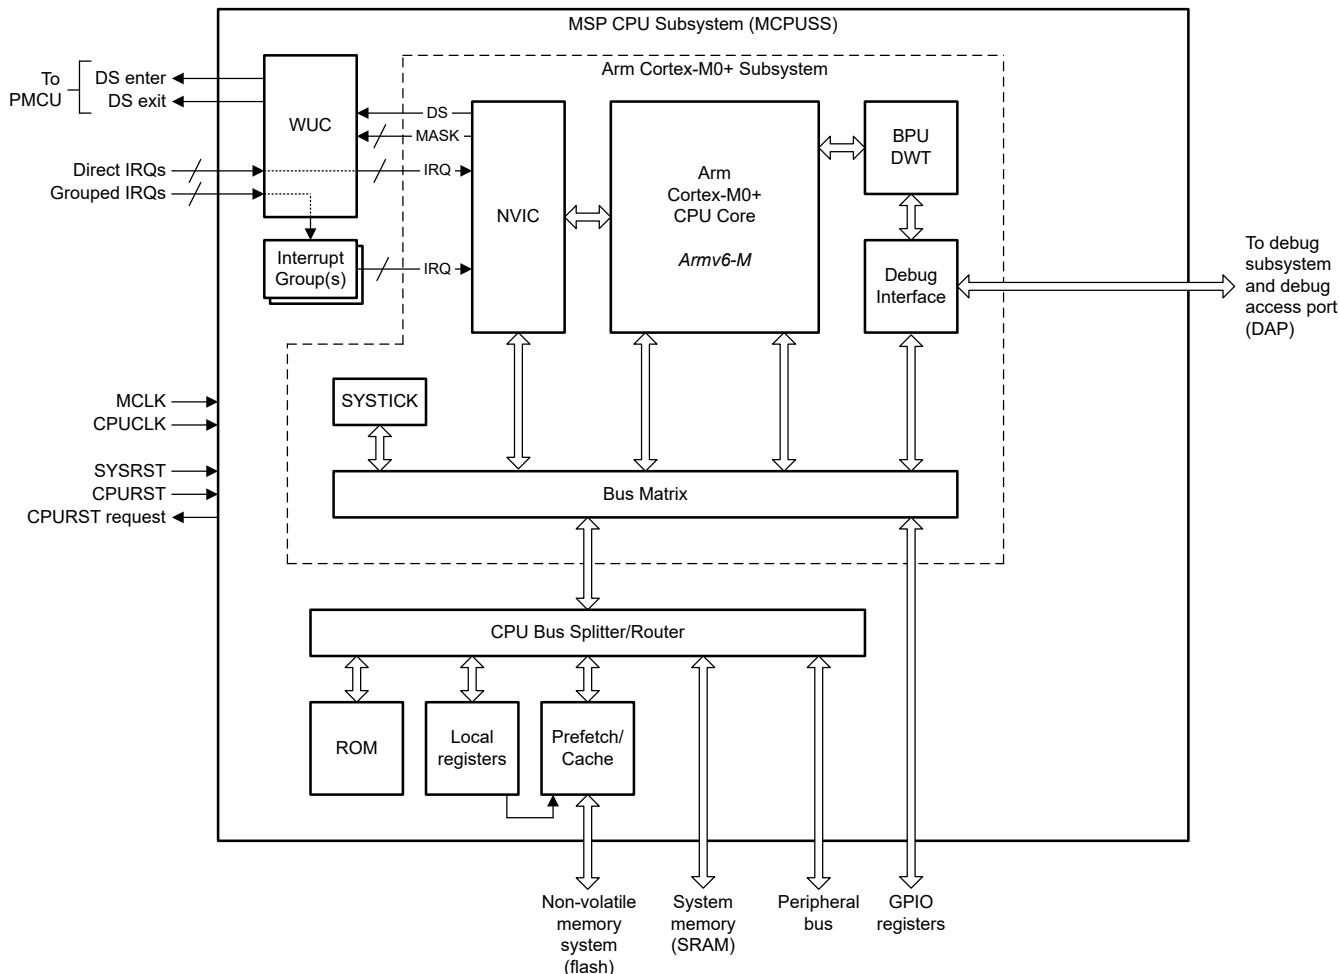 MSP CPU Subsystem (MCPUSS)
Arm Cortex-M0+ Subsystem
To
PMCU
DS enter
DS exit
WUC
DS
MASK
Direct IRQs
Grouped IRQs
IRQ
Interrupt
Group(s)
IRQ
NVIC
Arm
Cortex-M0+
CPU Core
Armv6-M
BPU
DWT
Debug
Interface
To debug
subsystem
and debug
access port
(DAP)
MCLK
CPUCLK
SYSRST
CPURST
CPURST request
SYSTICK
Bus Matrix
CPU Bus Splitter/Router
ROM
Local
registers
Prefetch/
Cache
Non-volatile
memory
system
(flash)
System
memory
(SRAM)
Peripheral
bus
GPIO
registers